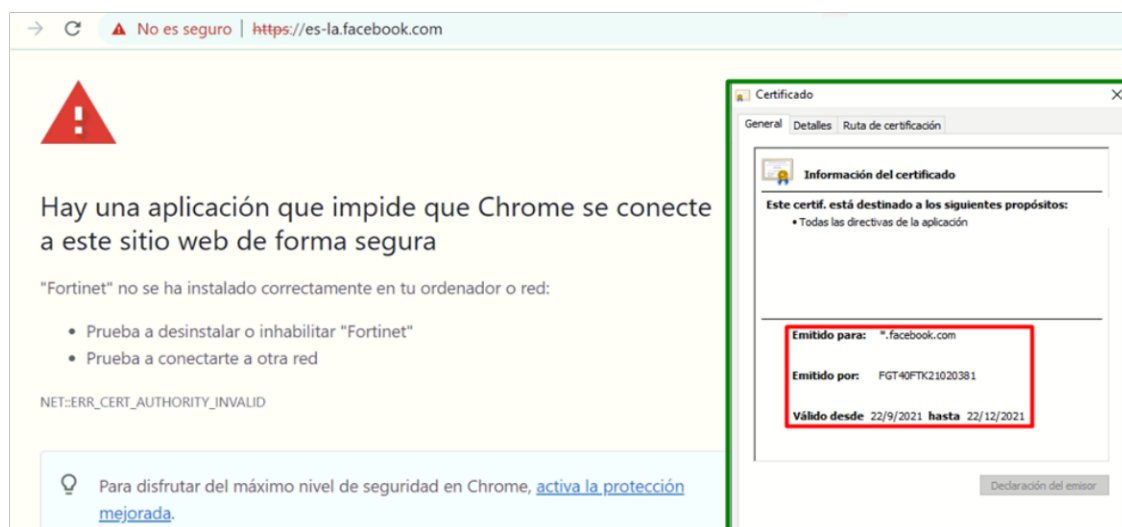 No es seguro | https://es-la.facebook.com
Hay una aplicación que impide que Chrome se conecte
a este sitio web de forma segura
"Fortinet" no se ha instalado correctamente en tu ordenador o red:
• Prueba a desinstalar o inhabilitar "Fortinet"
• Prueba a conectarte a otra red
NET::ERR_CERT_AUTHORITY_INVALID
Para disfrutar del máximo nivel de seguridad en Chrome, activa la protección
mejorada.
Certificado
General Detalles Ruta de certificación
Información del certificado
Este certif. está destinado a los siguientes propósitos:
• Todas las directivas de la aplicación
Emitido para: *.facebook.com
Emitido por: FGT40FTK21020381
Válido desde 22/9/2021 hasta 22/12/2021
Declaración del emisor